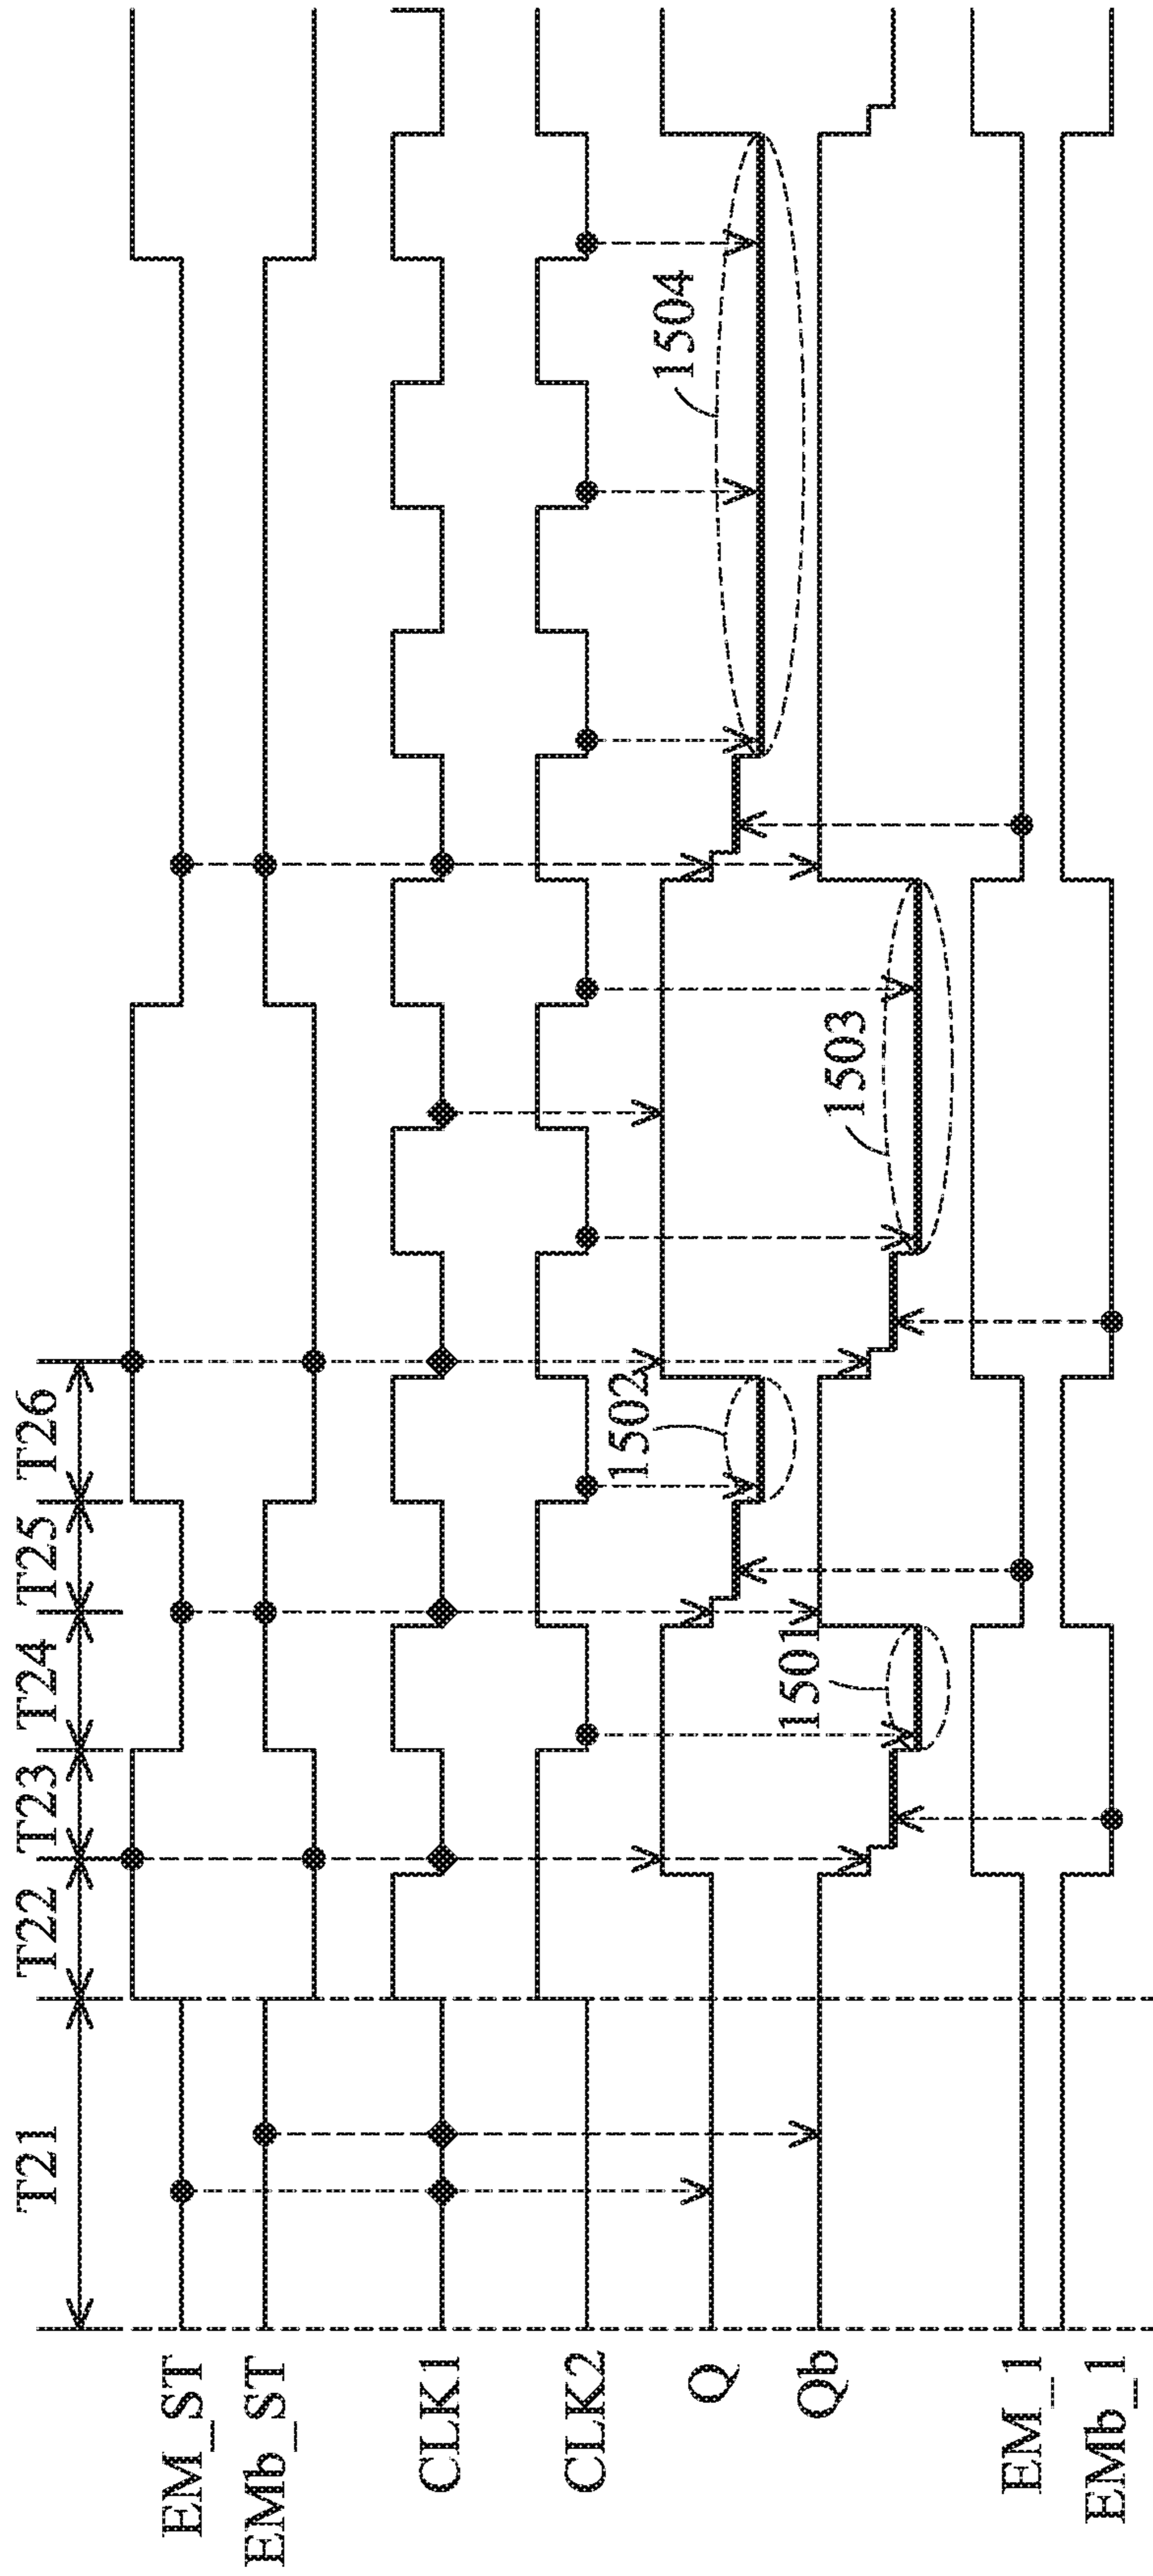 T21
T22
T23
T24
T25
T26
EM_ST
EMb_ST
CLK1
CLK2
1502
1504
Q
1501
1503
Qb
EM_1
EMb_1